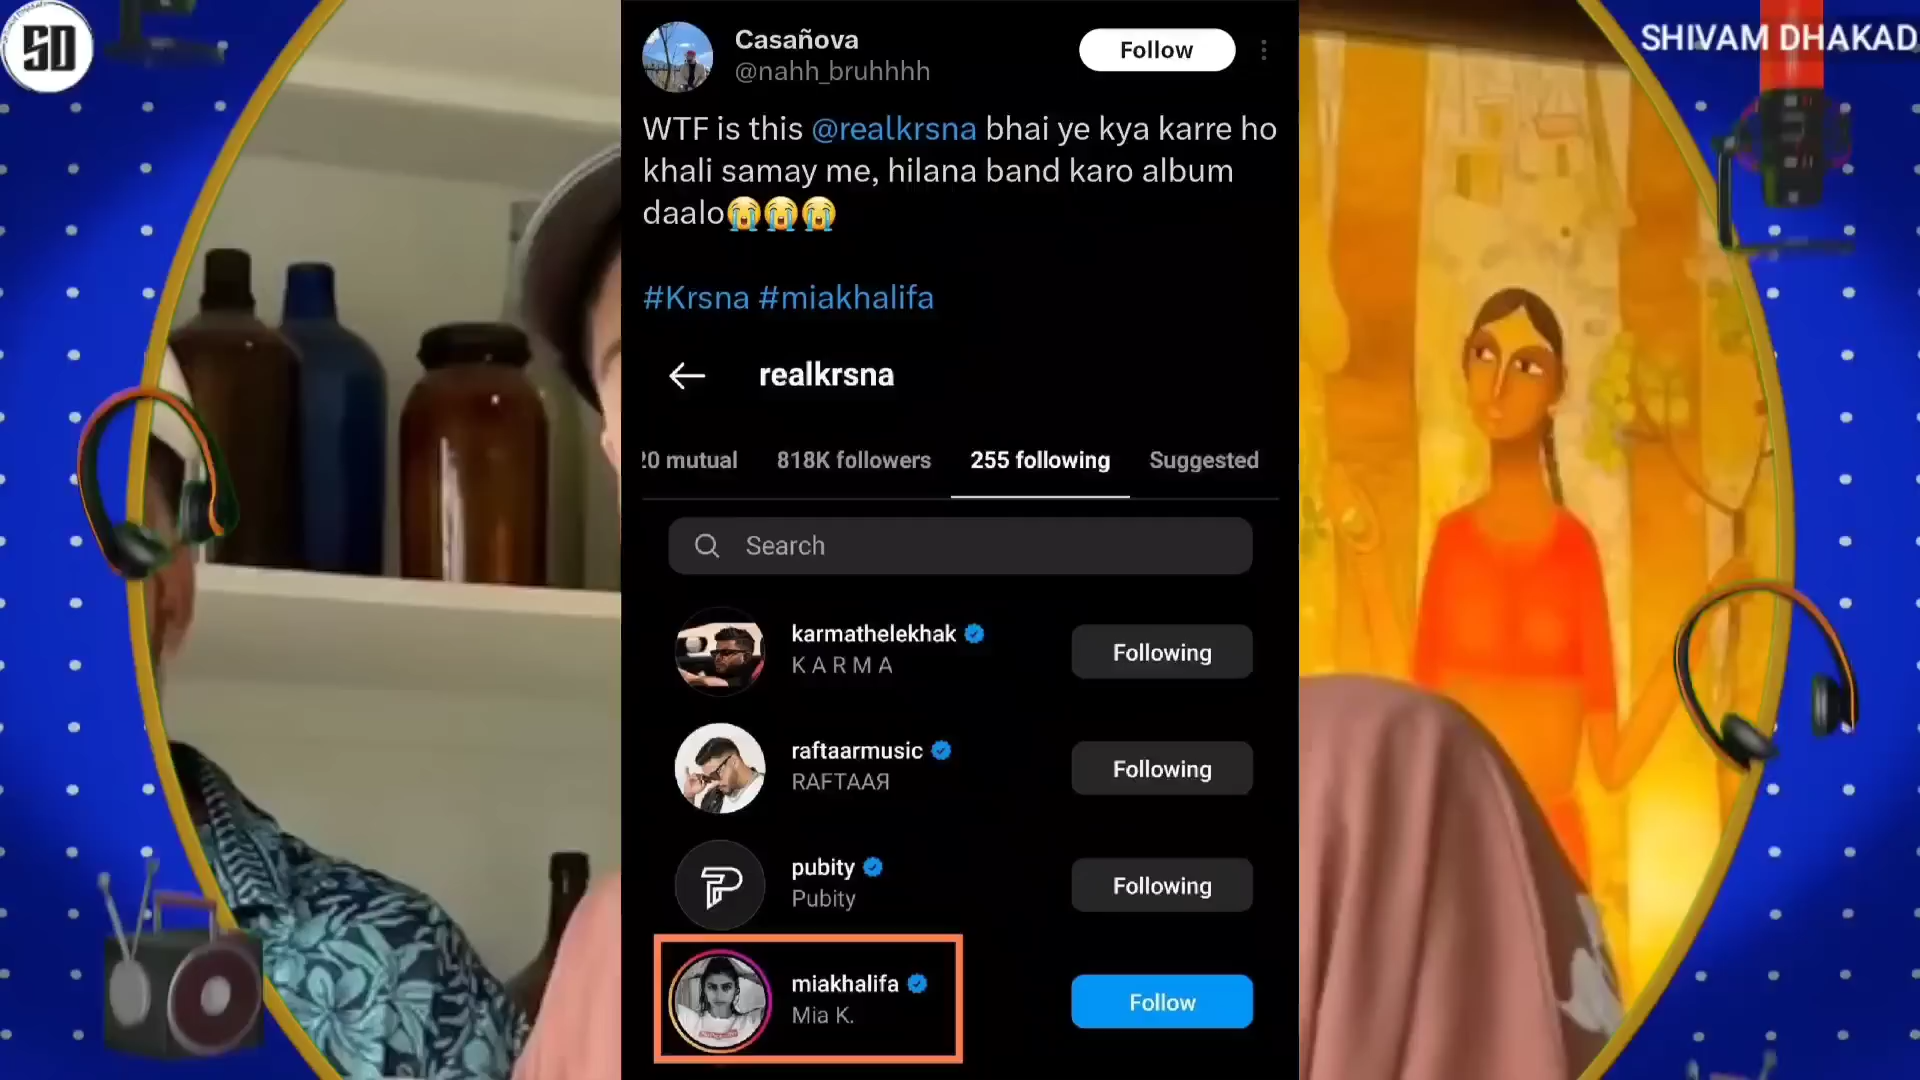 SD
SHIVAM DHAKAD
Casañova
@nahh_bruhhhh
Follow
WTF is this @realkrsna bhai ye kya karre ho
khali samay me, hilana band karo album
daalo😭😭😭
#Krsna #miakhalifa
realkrsna
20 mutual
818K followers
255 following
Suggested
Search
karmathelekhak
K A R M A
Following
raftaarmusic
RAFTAAЯ
Following
pubity
Pubity
Following
miakhalifa
Mia K.
Follow